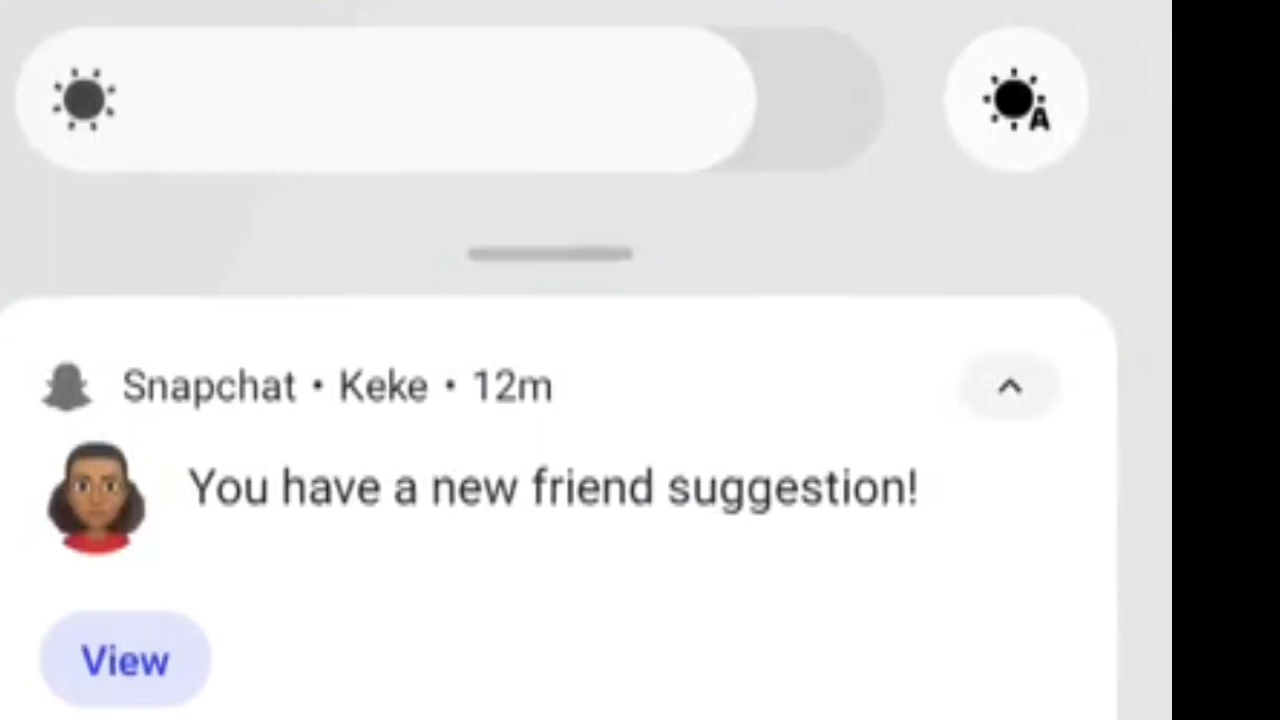 A
Snapchat • Keke • 12m
You have a new friend suggestion!
View